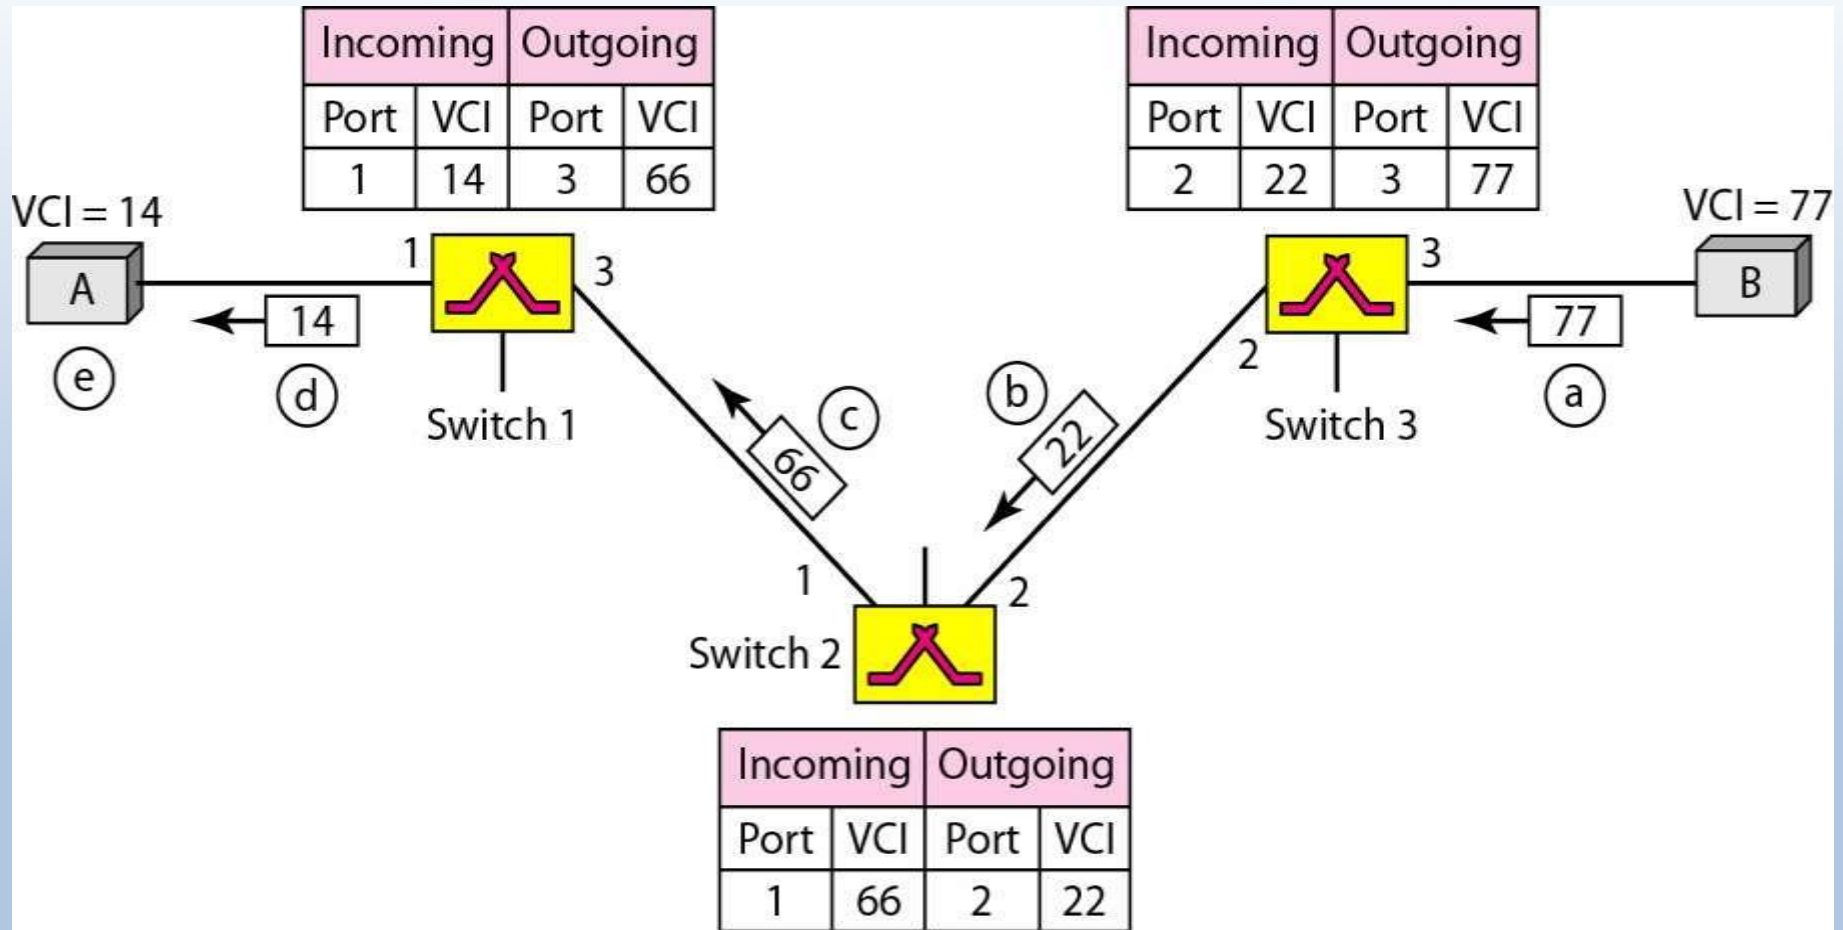 Incoming Outgoing
Port VCI Port VCI
1 14 3 66
Incoming Outgoing
Port VCI Port VCI
2 22 3 77
VCI = 14
VCI = 77
A
1
3
14
e
d
Switch 1
66
c
1
3
B
2
77
a
b
22
Switch 3
2
Switch 2
Incoming Outgoing
Port VCI Port VCI
1 66 2 22